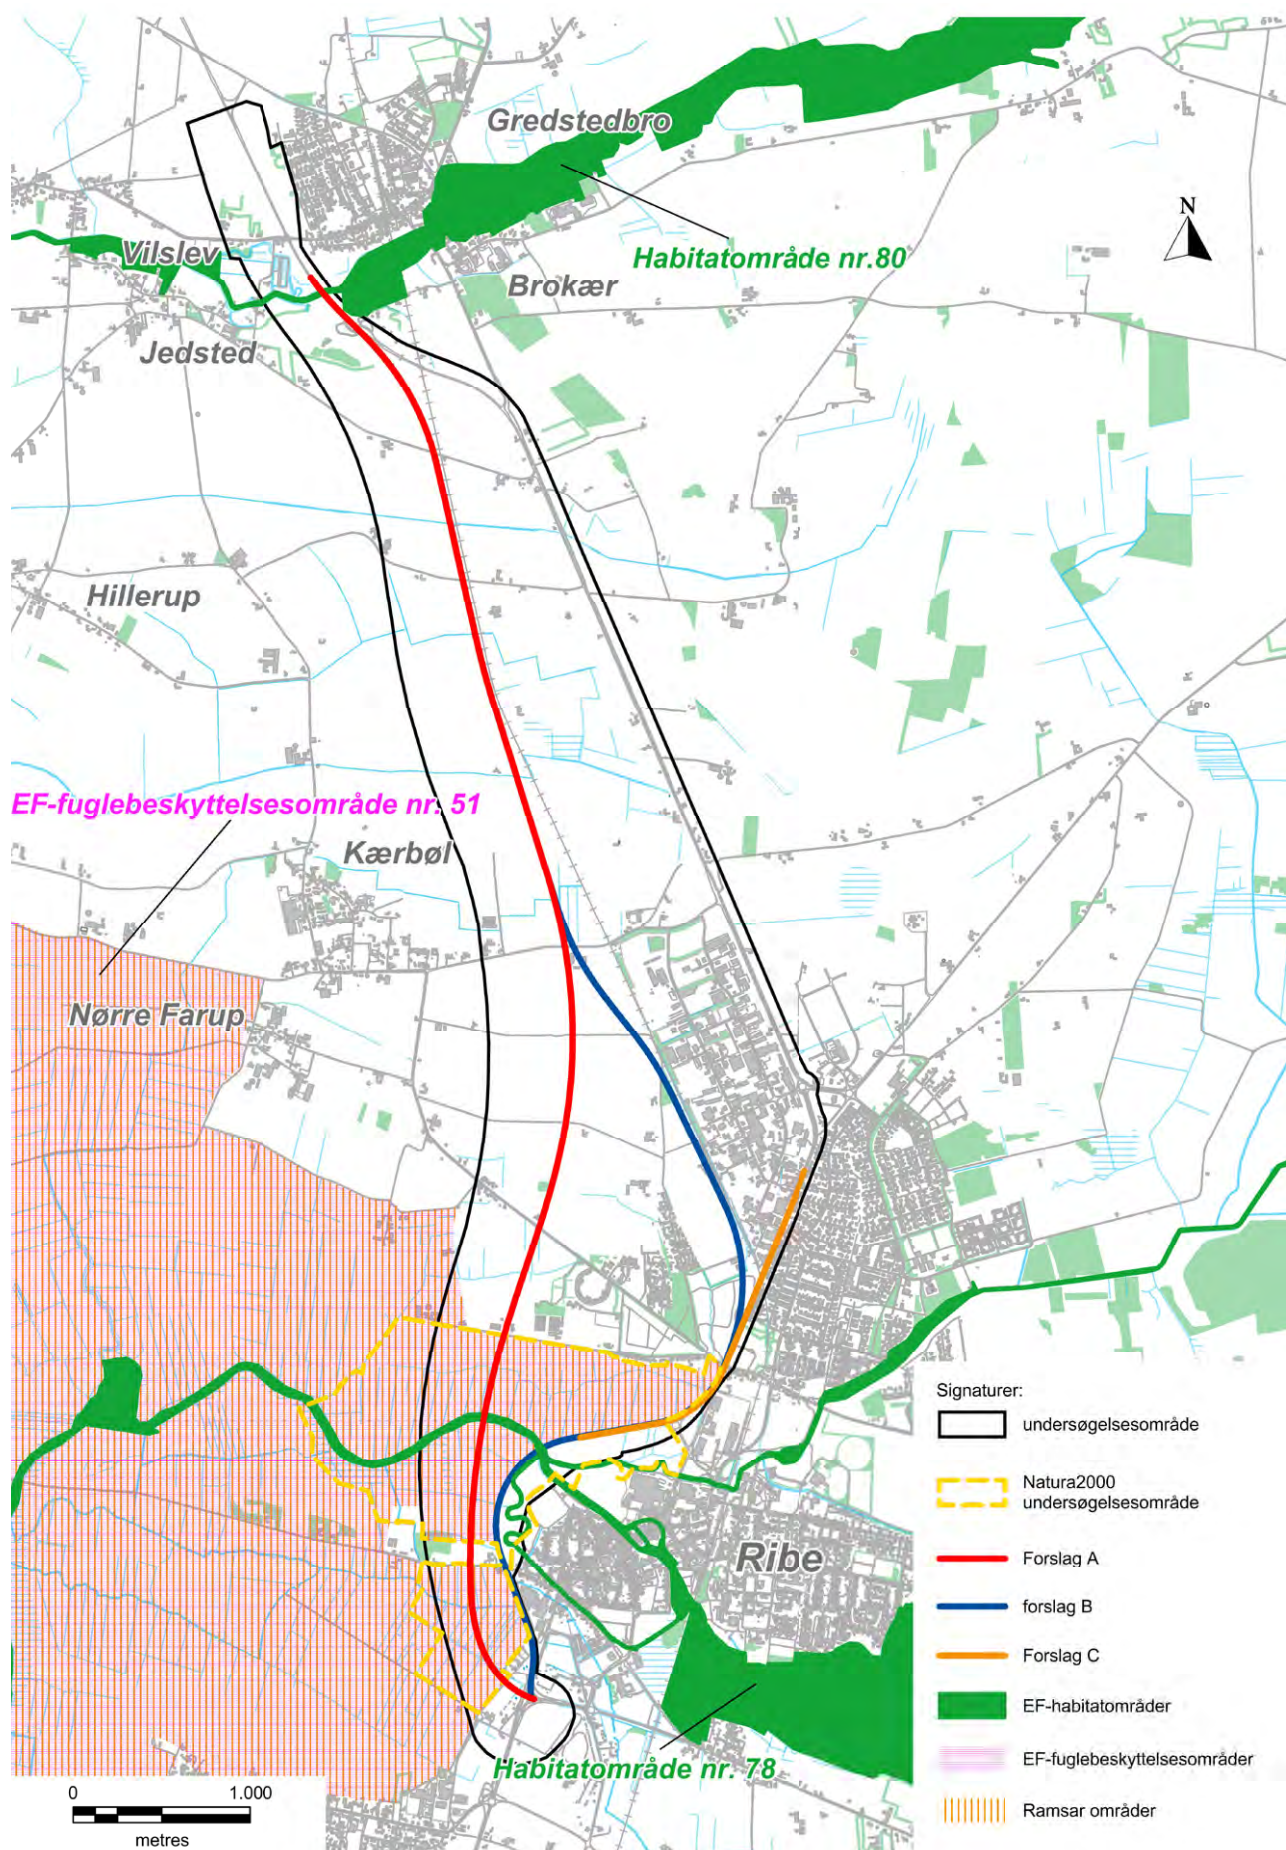 Gredstedbro
N
Vilslev
Habitatområde nr.80
Brokær
Jedsted
Hillerup
EF-fuglebeskyttelsesområde nr. 51
Kærbøl
Nørre Farup
Signaturer:
undersøgelsesområde
Natura2000
undersøgelsesområde
Ribe
Forslag A
forslag B
Forslag C
EF-habitatområder
EF-fuglebeskyttelsesområder
Habitatområde nr. 78
Ramsar områder
0 1.000
metres